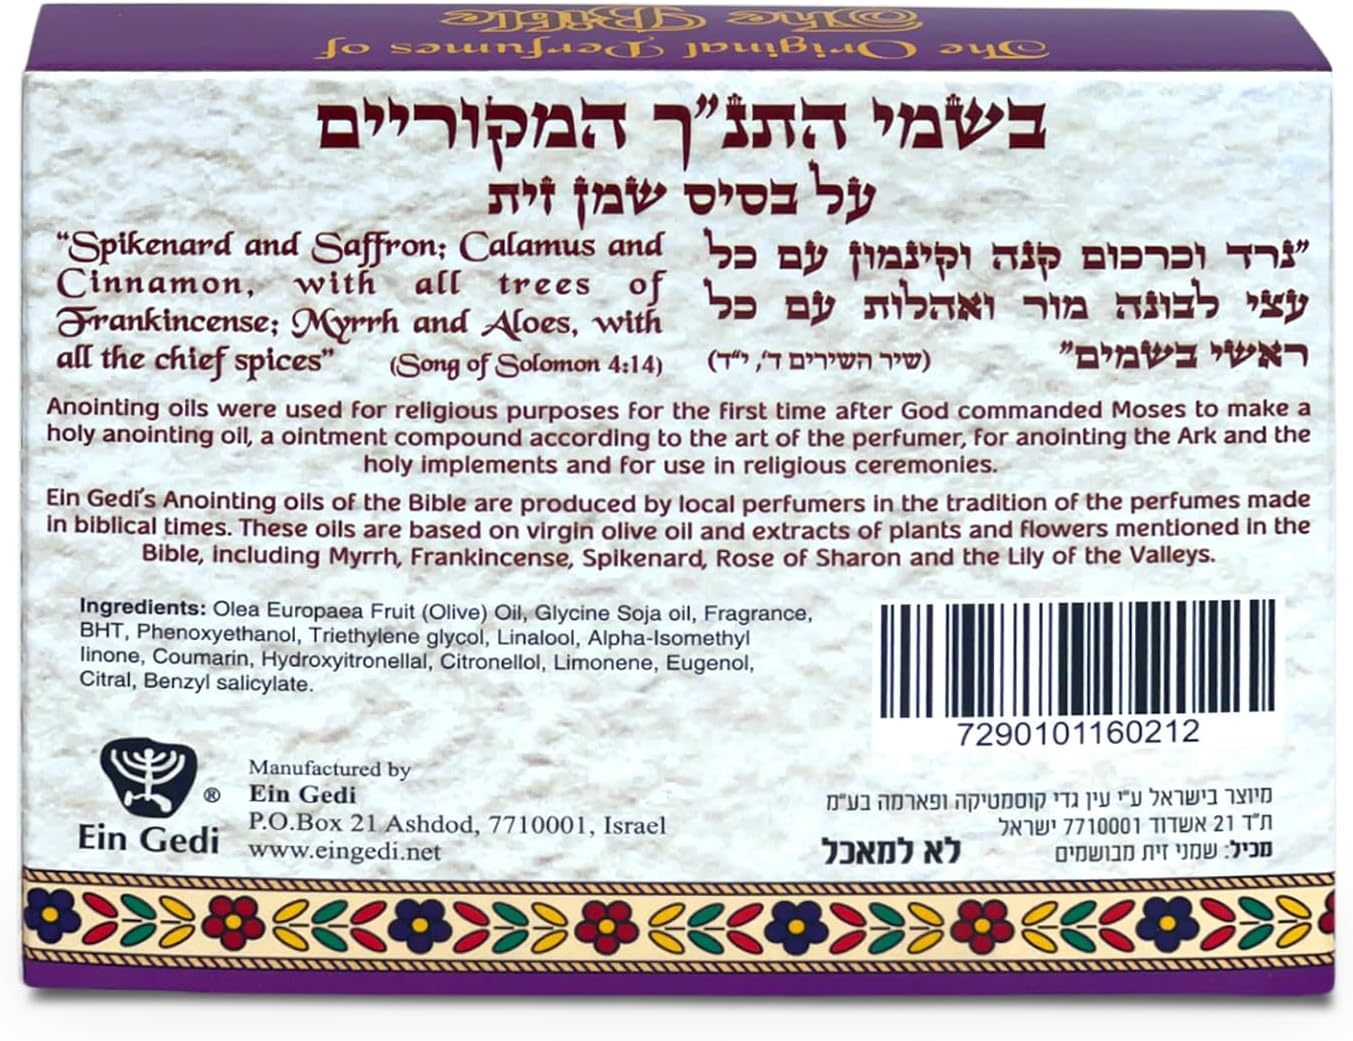 The Original Perfumes of
The Bible
בשמי התנ"ך המקוריים
על בסיס שמן זית
"Spikenard and Saffron; Calamus and
Cinnamon, with all trees of
Frankincense; Myrrh and Aloes, with
all the chief spices" (Song of Solomon 4:14)
"נרד וכרכום קנה וקינמון עם כל
עצי לבונה מור ואהלות עם כל
ראשי בשמים" (שיר השירים ד', י"ד)
Anointing oils were used for religious purposes for the first time after God commanded Moses to make a
holy anointing oil, a ointment compound according to the art of the perfumer, for anointing the Ark and the
holy implements and for use in religious ceremonies.
Ein Gedi's Anointing oils of the Bible are produced by local perfumers in the tradition of the perfumes made
in biblical times. These oils are based on virgin olive oil and extracts of plants and flowers mentioned in the
Bible, including Myrrh, Frankincense, Spikenard, Rose of Sharon and the Lily of the Valleys.
Ingredients: Olea Europaea Fruit (Olive) Oil, Glycine Soja oil, Fragrance,
BHT, Phenoxyethanol, Triethylene glycol, Linalool, Alpha-Isomethyl
linone, Coumarin, Hydroxyitronellal, Citronellol, Limonene, Eugenol,
Citral, Benzyl salicylate.
7290101160212
®
Ein Gedi
Manufactured by
Ein Gedi
P.O.Box 21 Ashdod, 7710001, Israel
www.eingedi.net
מיוצר בישראל ע"י עין גדי קוסמטיקה ופארמה בע"מ
ת"ד 21 אשדוד 7710001 ישראל
מכיל: שמני זית מבושמים
לא למאכל